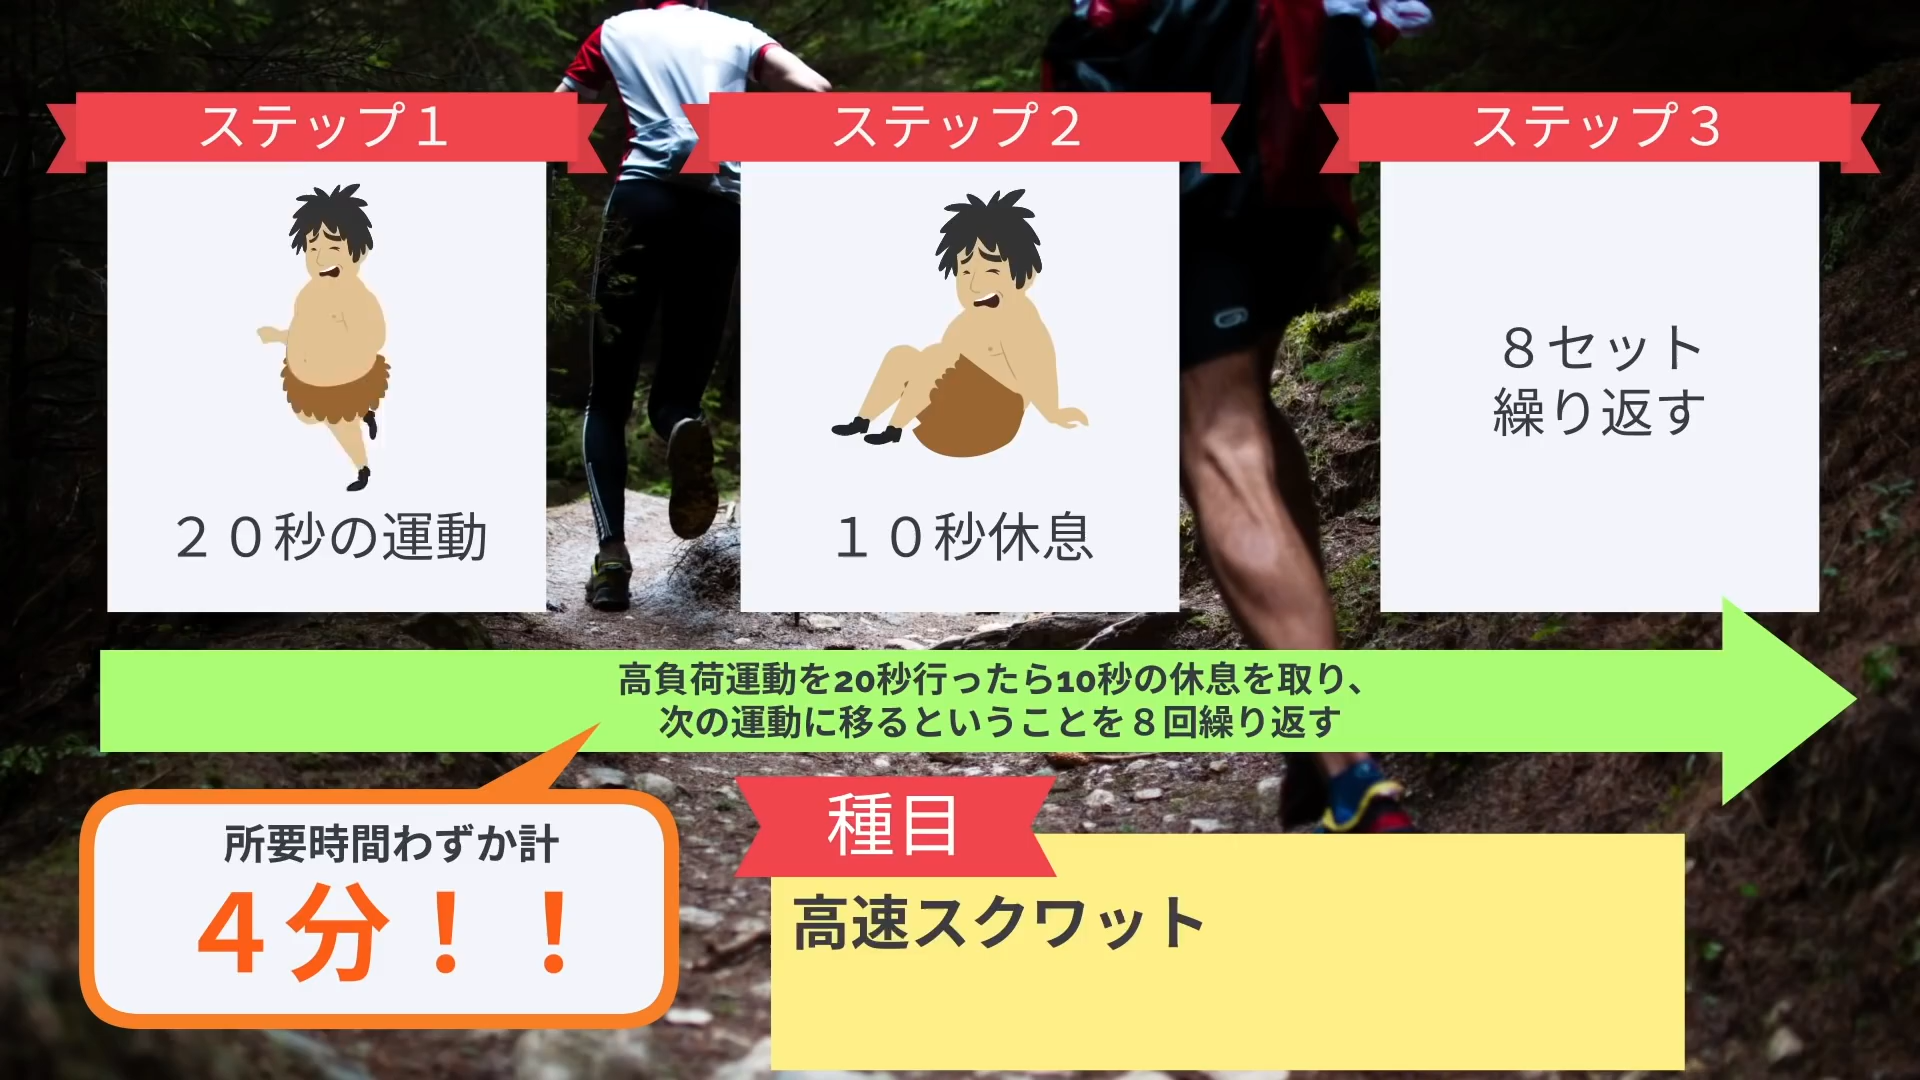 ステップ１
ステップ２
ステップ３
２０秒の運動
１０秒休息
８セット
繰り返す
高負荷運動を20秒行ったら10秒の休息を取り、
次の運動に移るということを８回繰り返す
所要時間わずか計
４分！！
種目
高速スクワット